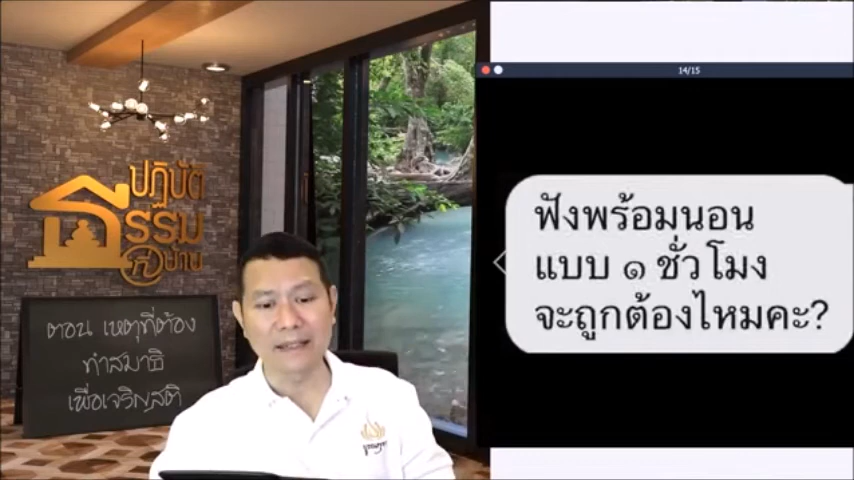 ปฏิบัติ
ธรรม
ที่บ้าน
ตอน เหตุที่ต้อง
ทำสมาธิ
เพื่อเจริญสติ
14/15
ฟังพร้อมนอน
แบบ ๑ ชั่วโมง
จะถูกต้องไหมคะ?